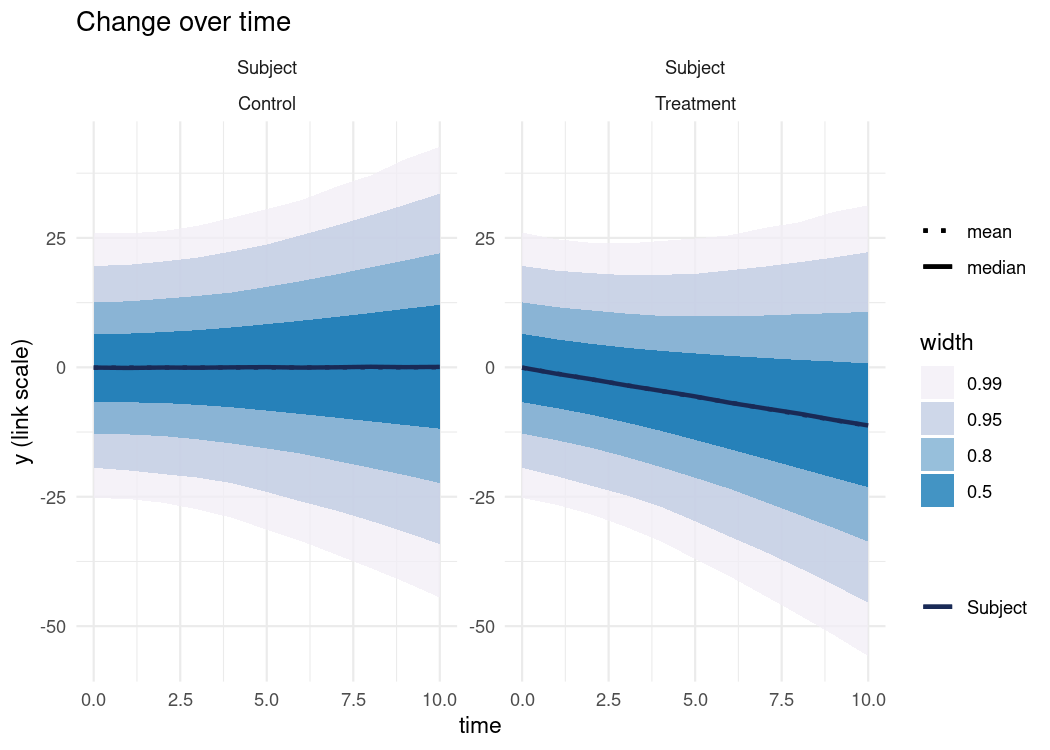 Change over time
Subject
Control
Subject
Treatment
y (link scale)
25
0
-25
-50
25
0
-25
-50
0.0 2.5 5.0 7.5 10.0
0.0 2.5 5.0 7.5 10.0
time
mean
median
width
0.99
0.95
0.8
0.5
Subject